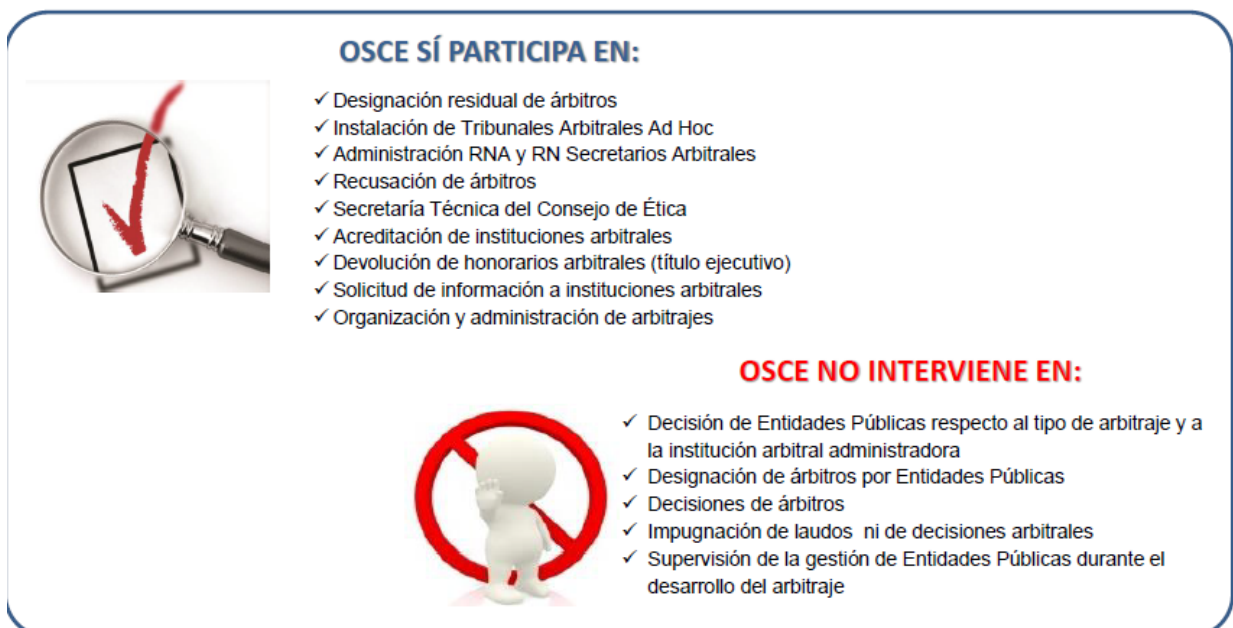 OSCE SÍ PARTICIPA EN:
✓ Designación residual de árbitros
✓ Instalación de Tribunales Arbitrales Ad Hoc
✓ Administración RNA y RN Secretarios Arbitrales
✓ Recusación de árbitros
✓ Secretaría Técnica del Consejo de Ética
✓ Acreditación de instituciones arbitrales
✓ Devolución de honorarios arbitrales (título ejecutivo)
✓ Solicitud de información a instituciones arbitrales
✓ Organización y administración de arbitrajes
OSCE NO INTERVIENE EN:
✓ Decisión de Entidades Públicas respecto al tipo de arbitraje y a
la institución arbitral administradora
✓ Designación de árbitros por Entidades Públicas
✓ Decisiones de árbitros
✓ Impugnación de laudos ni de decisiones arbitrales
✓ Supervisión de la gestión de Entidades Públicas durante el
desarrollo del arbitraje